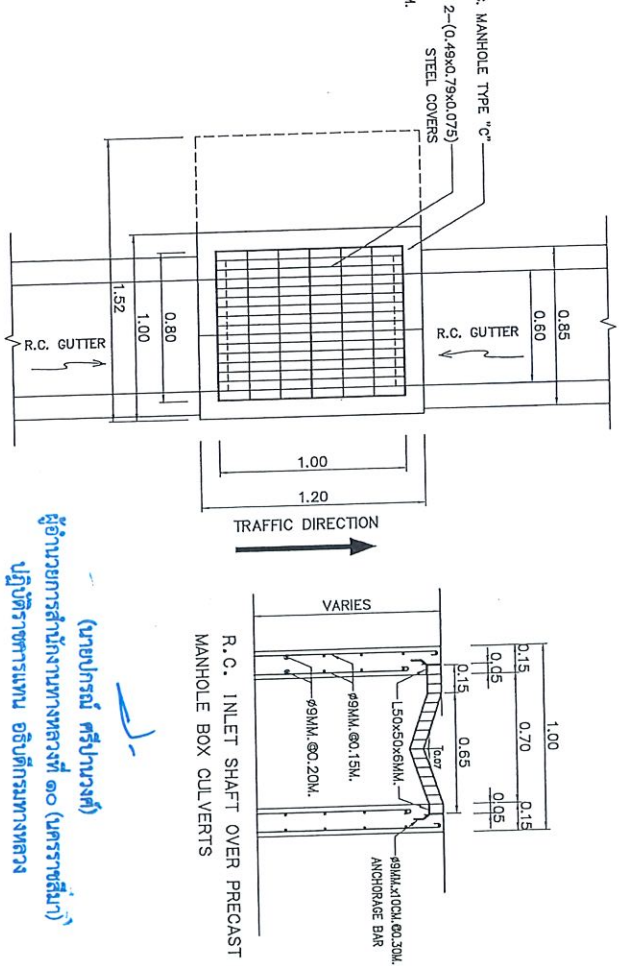 MANHOLE TYPE "C"
2-(0.49x0.79x0.075)
STEEL COVERS
M.
0.85
0.60
R.C. GUTTER
R.C. GUTTER
0.80
1.00
1.52
1.00
1.20
TRAFFIC DIRECTION
1.00
0.15
0.70
0.15
0.05
0.05
0.15
0.65
0.07
VARIES
L50x50x6MM.
ø9MM.x10CM.@0.30M.
ANCHORAGE BAR
ø9MM.@0.15M.
ø9MM.@0.20M.
R.C. INLET SHAFT OVER PRECAST
MANHOLE BOX CULVERTS
(นายปกรณ์ ศรีปานวงศ์)
ผู้อำนวยการสำนักงานทางหลวงที่ ๑๐ (นครราชสีมา)
ปฏิบัติราชการแทน อธิบดีกรมทางหลวง